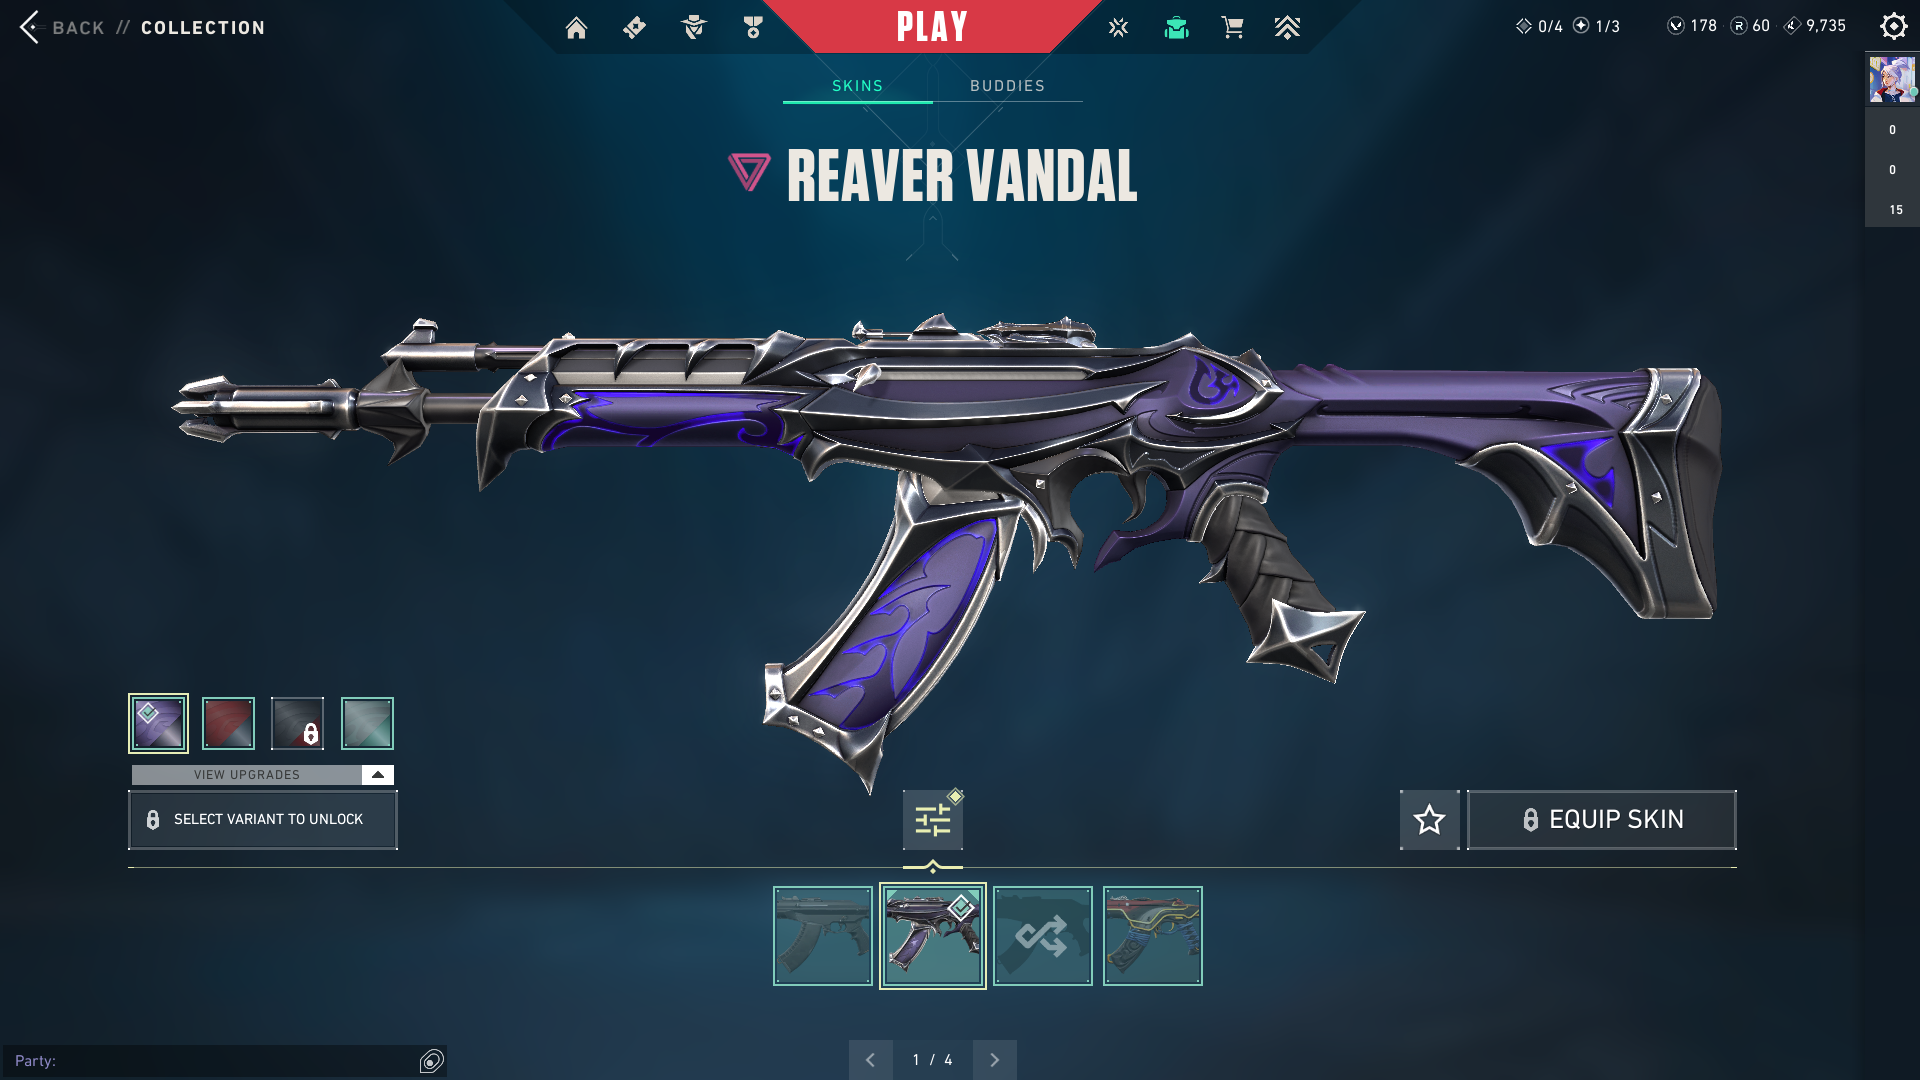 BACK // COLLECTION
PLAY
0/4 1/3 178 60 9,735
SKINS BUDDIES
REAVER VANDAL
0
0
15
VIEW UPGRADES
SELECT VARIANT TO UNLOCK
EQUIP SKIN
Party:
1 / 4